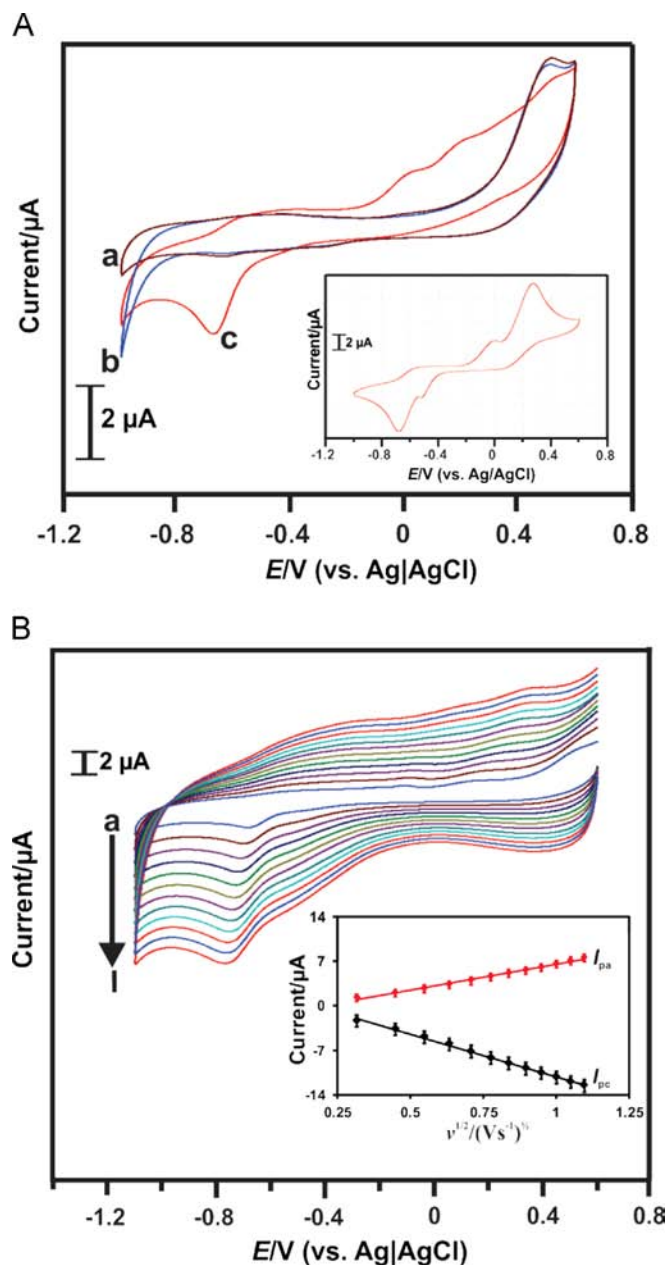 A
Current/µA
a
b
c
2 µA
Current/µA
2 µA
-1.2 -0.8 -0.4 0 0.4 0.8
E/V (vs. Ag/AgCl)
-1.2 -0.8 -0.4 0 0.4 0.8
E/V (vs. Ag|AgCl)
B
2 µA
a
l
Current/µA
Current/µA
14
7
0
-7
-14
Ipa
Ipc
0.25 0.5 0.75 1 1.25
v1/2/(Vs-1)½
-1.2 -0.8 -0.4 0 0.4 0.8
E/V (vs. Ag|AgCl)